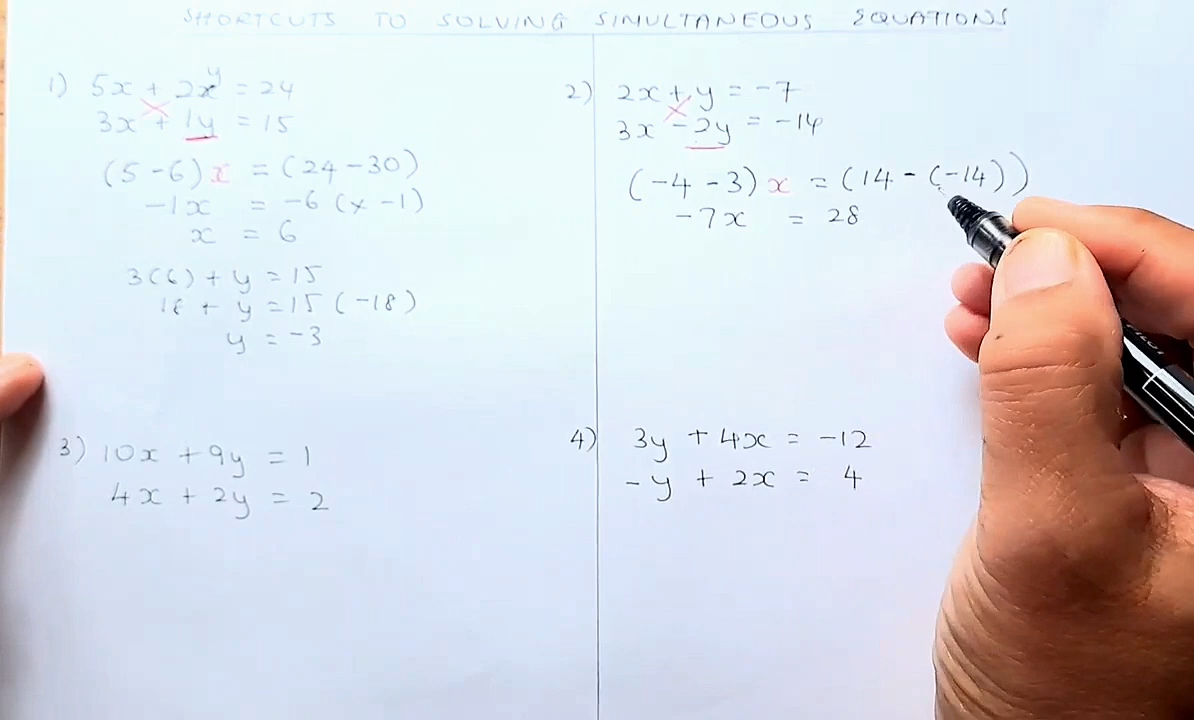 SHORTCUTS TO SOLVING SIMULTANEOUS EQUATIONS
1) 5x + 2y = 24
3x + 1y = 15
(5 - 6) x = (24 - 30)
-1x = -6 (x -1)
x = 6
3(6) + y = 15
18 + y = 15 (-18)
y = -3
2) 2x + y = -7
3x - 2y = -14
(-4 - 3) x = (14 - (-14))
-7x = 28
3) 10x + 9y = 1
4x + 2y = 2
4) 3y + 4x = -12
-y + 2x = 4